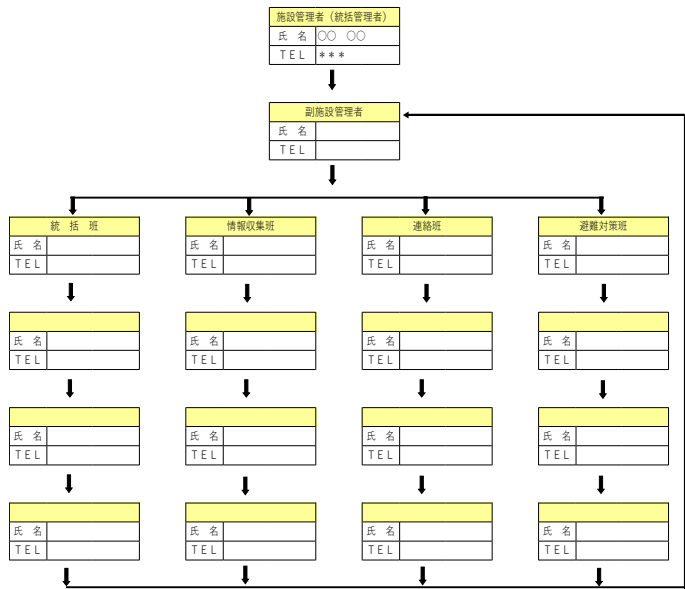 施設管理者（統括管理者）
氏 名 〇〇 〇〇
TEL ***
副施設管理者
氏 名
TEL
統 括 班
氏 名
TEL
情報収集班
氏 名
TEL
連絡班
氏 名
TEL
避難対策班
氏 名
TEL
氏 名
TEL
氏 名
TEL
氏 名
TEL
氏 名
TEL
氏 名
TEL
氏 名
TEL
氏 名
TEL
氏 名
TEL
氏 名
TEL
氏 名
TEL
氏 名
TEL
氏 名
TEL